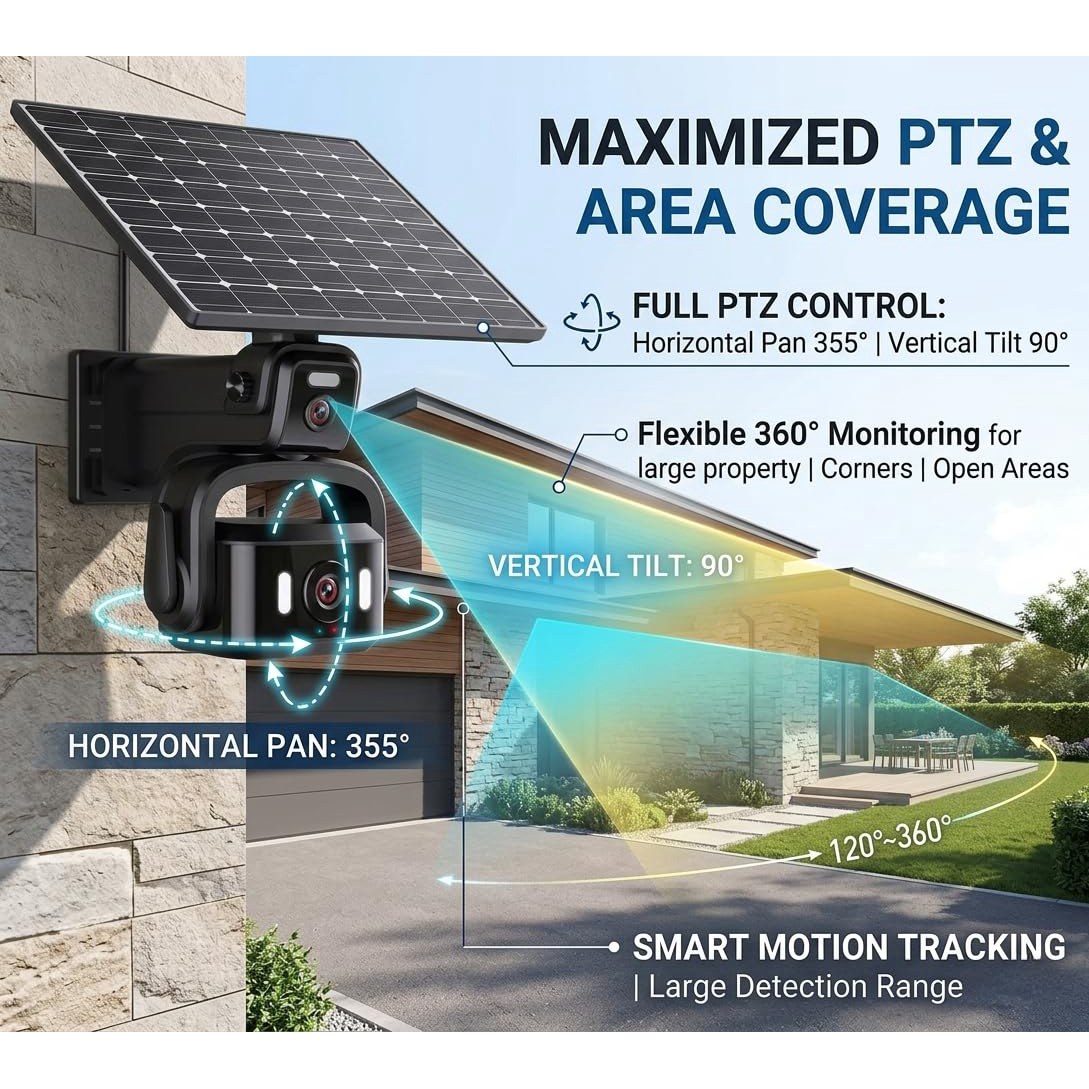 MAXIMIZED PTZ &
AREA COVERAGE
FULL PTZ CONTROL:
Horizontal Pan 355° | Vertical Tilt 90°
Flexible 360° Monitoring for
large property | Corners | Open Areas
VERTICAL TILT: 90°
HORIZONTAL PAN: 355°
120°~360°
SMART MOTION TRACKING
| Large Detection Range